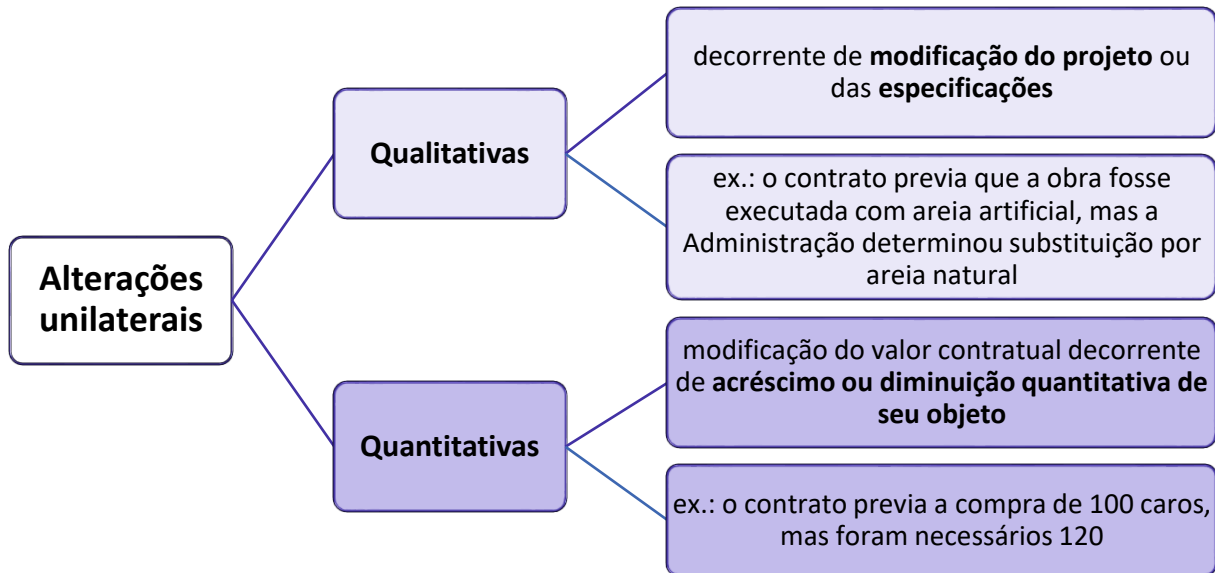 decorrente de modificação do projeto ou
das especificações
Qualitativas
ex.: o contrato previa que a obra fosse
executada com areia artificial, mas a
Administração determinou substituição por
areia natural
Alterações
unilaterais
modificação do valor contratual decorrente
de acréscimo ou diminuição quantitativa de
seu objeto
Quantitativas
ex.: o contrato previa a compra de 100 caros,
mas foram necessários 120